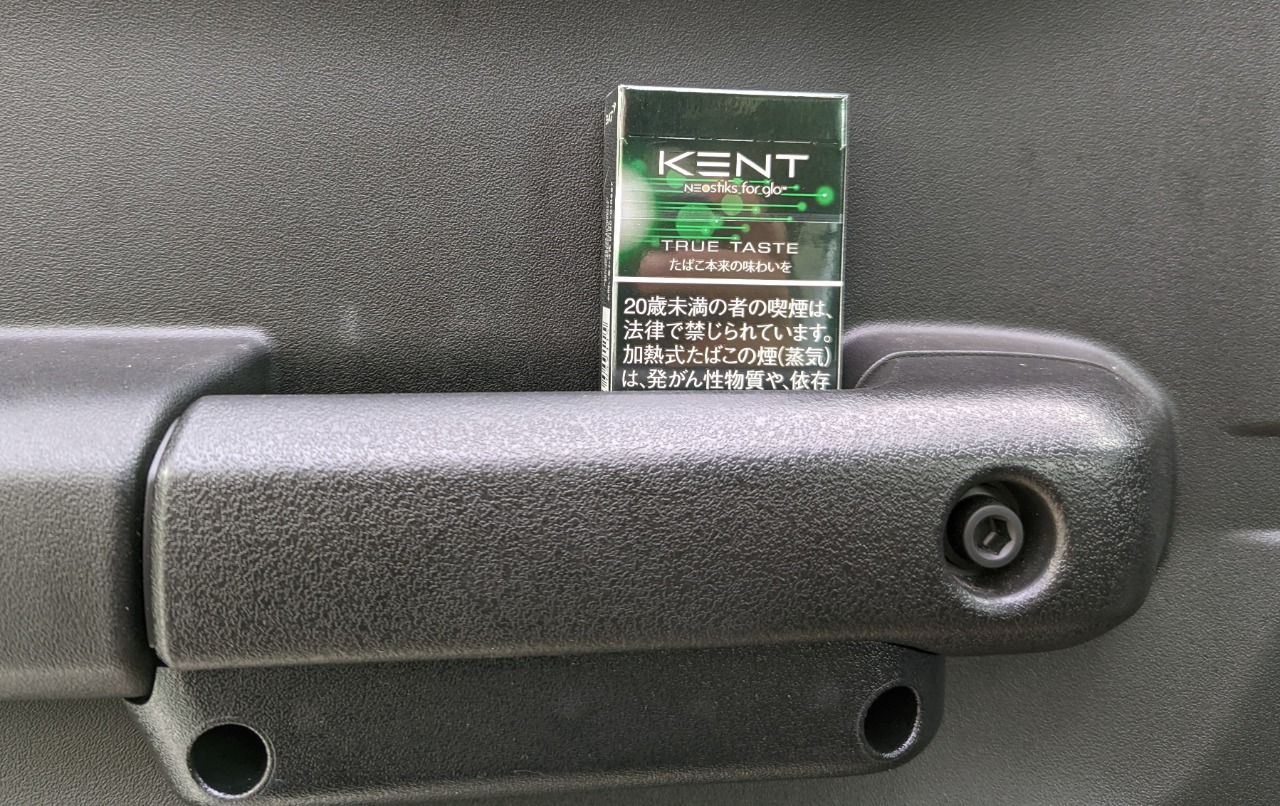 KENT
NEOstiks for glo™
TRUE TASTE
たばこ本来の味わいを
20歳未満の者の喫煙は、
法律で禁じられています。
加熱式たばこの煙(蒸気)
は、発がん性物質や、依存